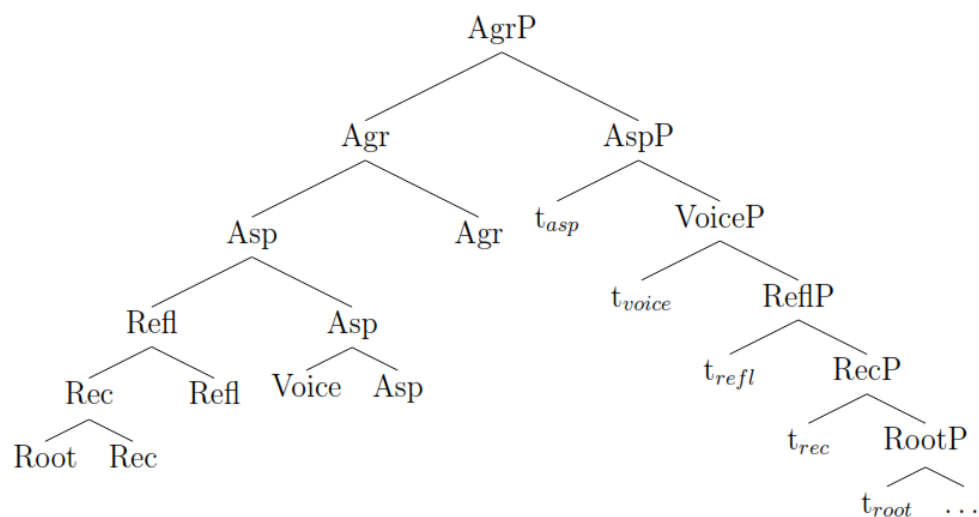 AgrP
Agr AspP
Asp Agr t_asp VoiceP
Refl Asp t_voice ReflP
Rec Refl Voice Asp t_refl RecP
Root Rec t_rec RootP
t_root ...